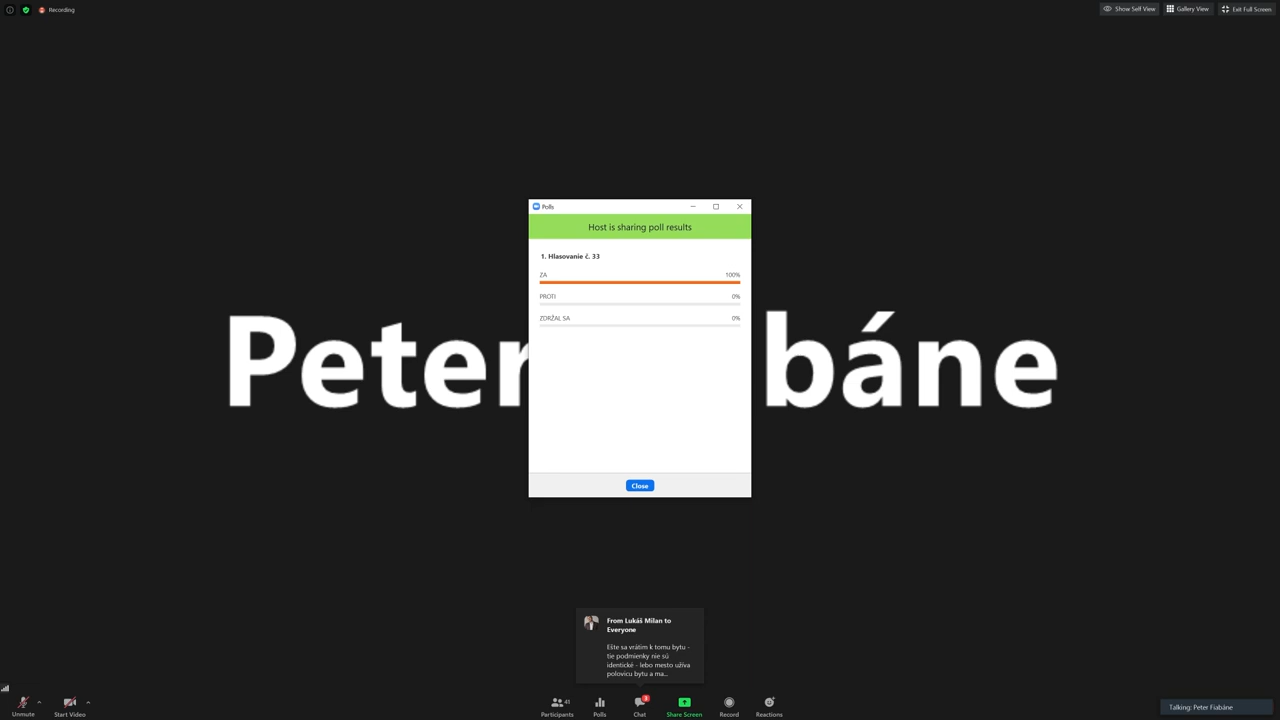 Recording
Show Self View
Gallery View
Exit Full Screen
Polls
Host is sharing poll results
1. Hlasovanie č. 33
ZA 100%
PROTI 0%
ZDRŽAL SA 0%
Peter
báne
Close
From Lukáš Milan to
Everyone
Ešte sa vrátim k tomu bytu -
tie podmienky nie sú
identické - lebo mesto užíva
polovicu bytu a ma...
Unmute
Start Video
Participants 41
Polls
Chat 3
Share Screen
Record
Reactions
Talking: Peter Fiabáne